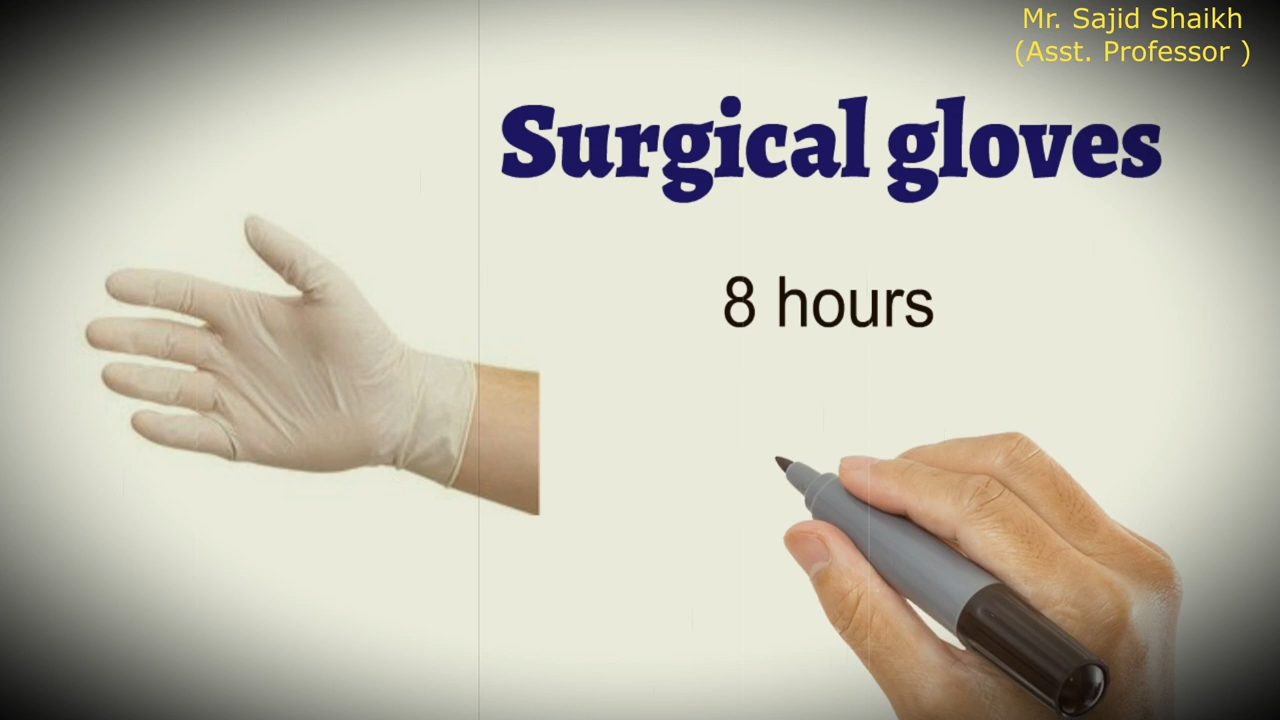 Mr. Sajid Shaikh
(Asst. Professor )
Surgical gloves
8 hours